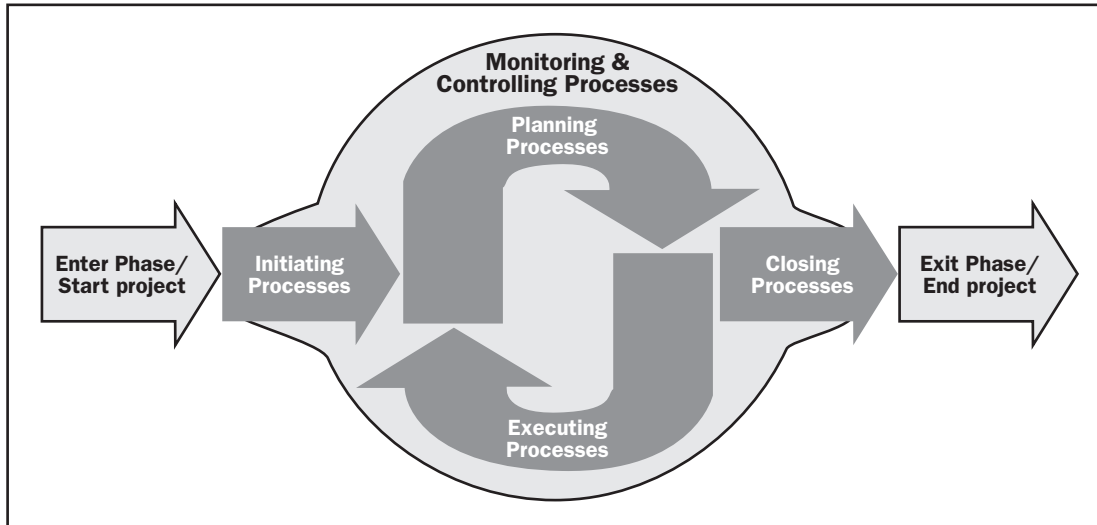 Monitoring &
Controlling Processes
Planning
Processes
Enter Phase/
Start project
Initiating
Processes
Closing
Processes
Exit Phase/
End project
Executing
Processes